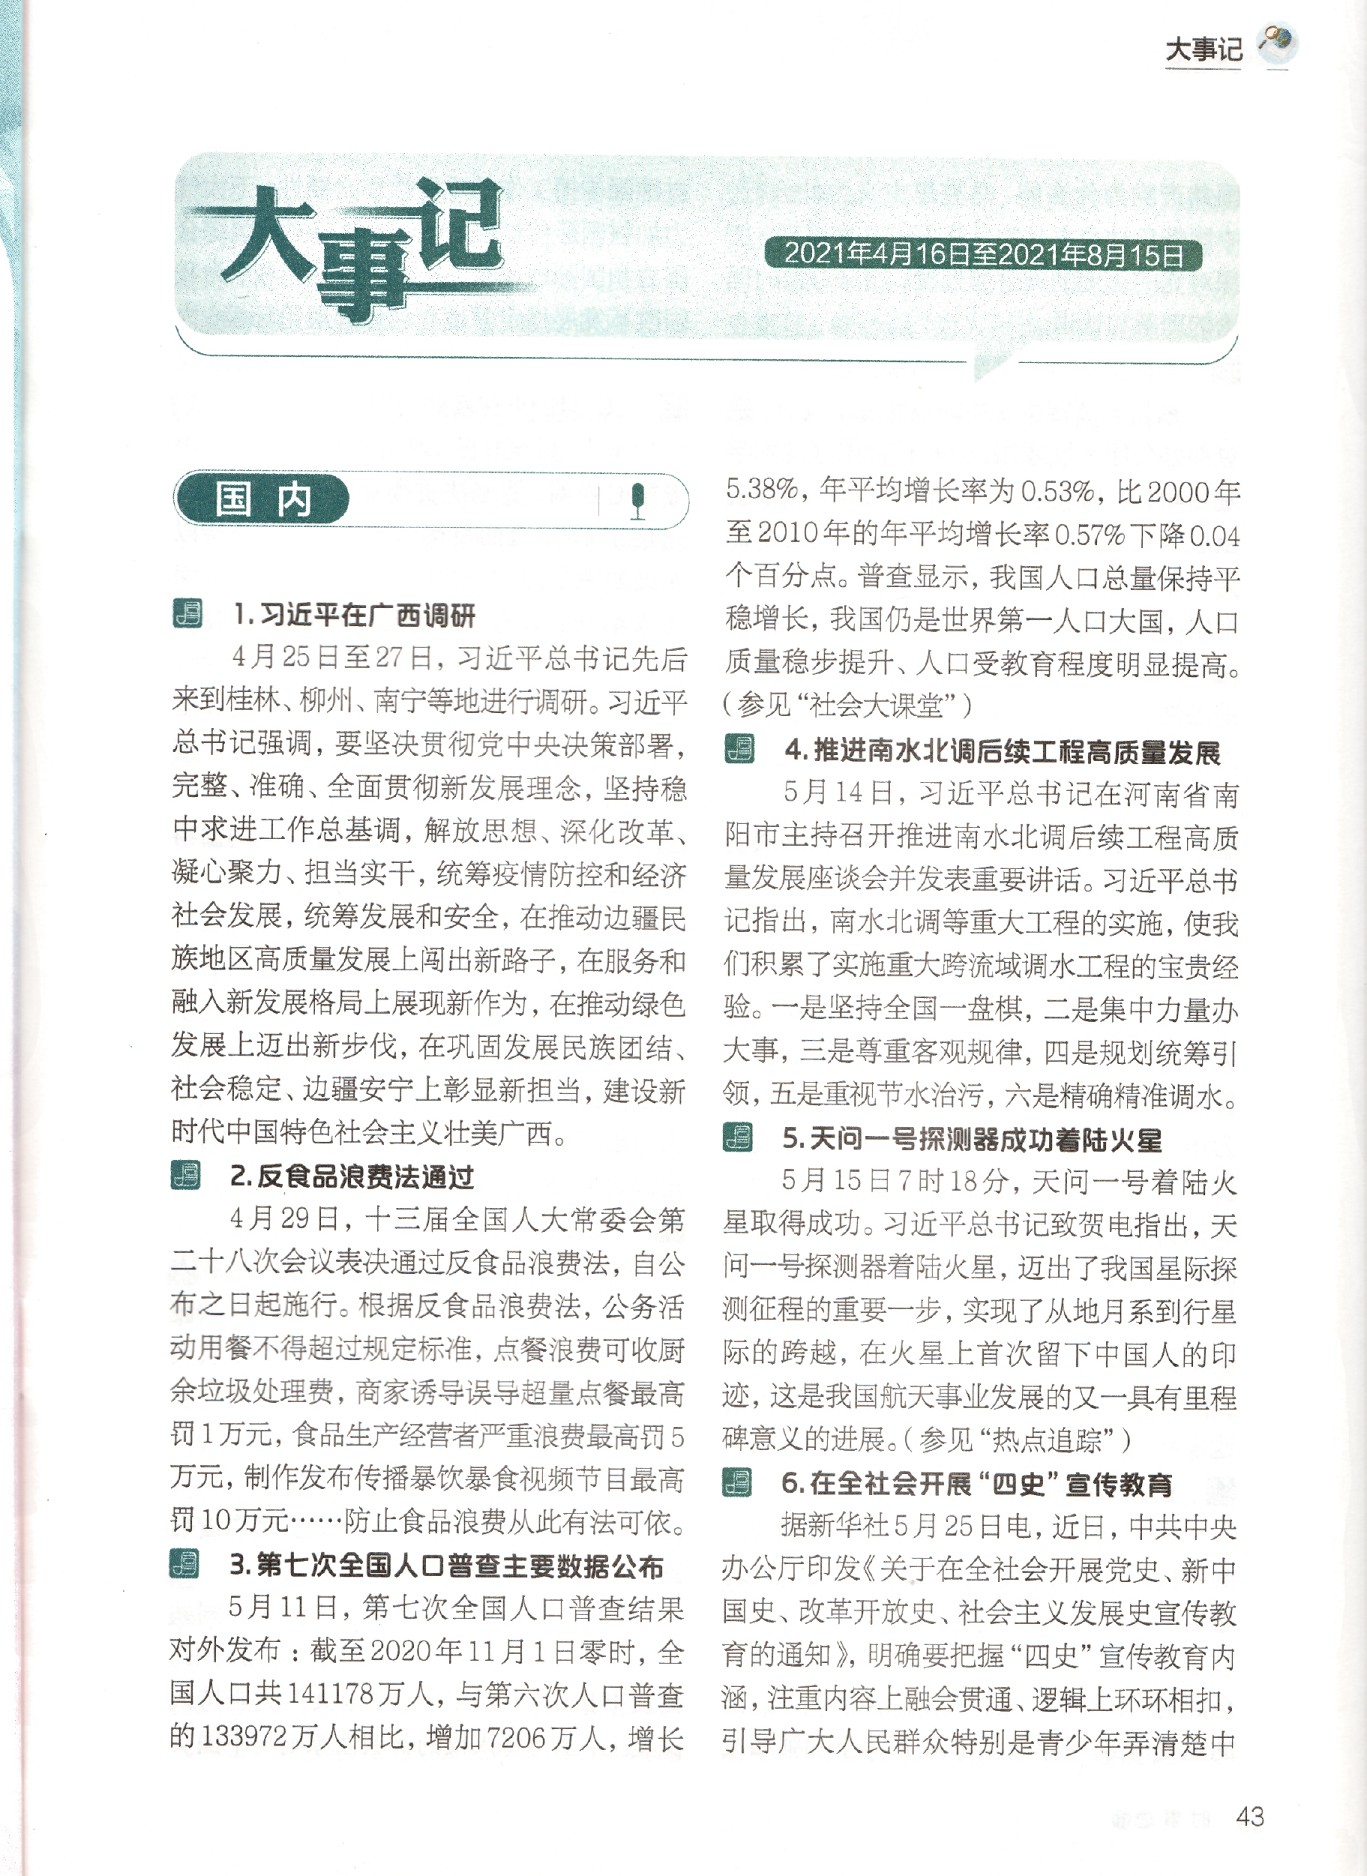 大事记
大事记
2021年4月16日至2021年8月15日
国内
1.习近平在广西调研
4月25日至27日，习近平总书记先后
来到桂林、柳州、南宁等地进行调研。习近平
总书记强调，要坚决贯彻党中央决策部署，
完整、准确、全面贯彻新发展理念，坚持稳
中求进工作总基调，解放思想、深化改革、
凝心聚力、担当实干，统筹疫情防控和经济
社会发展，统筹发展和安全，在推动边疆民
族地区高质量发展上闯出新路子，在服务和
融入新发展格局上展现新作为，在推动绿色
发展上迈出新步伐，在巩固发展民族团结、
社会稳定、边疆安宁上彰显新担当，建设新
时代中国特色社会主义壮美广西。
2.反食品浪费法通过
4月29日，十三届全国人大常委会第
二十八次会议表决通过反食品浪费法，自公
布之日起施行。根据反食品浪费法，公务活
动用餐不得超过规定标准，点餐浪费可收厨
余垃圾处理费，商家诱导误导超量点餐最高
罚1万元，食品生产经营者严重浪费最高罚5
万元，制作发布传播暴饮暴食视频节目最高
罚10万元……防止食品浪费从此有法可依。
3.第七次全国人口普查主要数据公布
5月11日，第七次全国人口普查结果
对外发布：截至2020年11月1日零时，全
国人口共141178万人，与第六次人口普查
的133972万人相比，增加7206万人，增长
5.38%，年平均增长率为0.53%，比2000年
至2010年的年平均增长率0.57%下降0.04
个百分点。普查显示，我国人口总量保持平
稳增长，我国仍是世界第一人口大国，人口
质量稳步提升、人口受教育程度明显提高。
（参见“社会大课堂”）
4.推进南水北调后续工程高质量发展
5月14日，习近平总书记在河南省南
阳市主持召开推进南水北调后续工程高质
量发展座谈会并发表重要讲话。习近平总书
记指出，南水北调等重大工程的实施，使我
们积累了实施重大跨流域调水工程的宝贵经
验。一是坚持全国一盘棋，二是集中力量办
大事，三是尊重客观规律，四是规划统筹引
领，五是重视节水治污，六是精确精准调水。
5.天问一号探测器成功着陆火星
5月15日7时18分，天问一号着陆火
星取得成功。习近平总书记致贺电指出，天
问一号探测器着陆火星，迈出了我国星际探
测征程的重要一步，实现了从地月系到行星
际的跨越，在火星上首次留下中国人的印
迹，这是我国航天事业发展的又一具有里程
碑意义的进展。（参见“热点追踪”）
6.在全社会开展“四史”宣传教育
据新华社5月25日电，近日，中共中央
办公厅印发《关于在全社会开展党史、新中
国史、改革开放史、社会主义发展史宣传教
育的通知》，明确要把握“四史”宣传教育内
涵，注重内容上融会贯通、逻辑上环环相扣，
引导广大人民群众特别是青少年弄清楚中
43